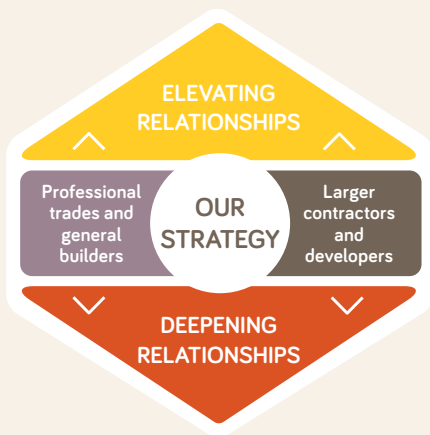 ELEVATING
RELATIONSHIPS
Professional
trades and
general
builders
OUR
STRATEGY
Larger
contractors
and
developers
DEEPENING
RELATIONSHIPS